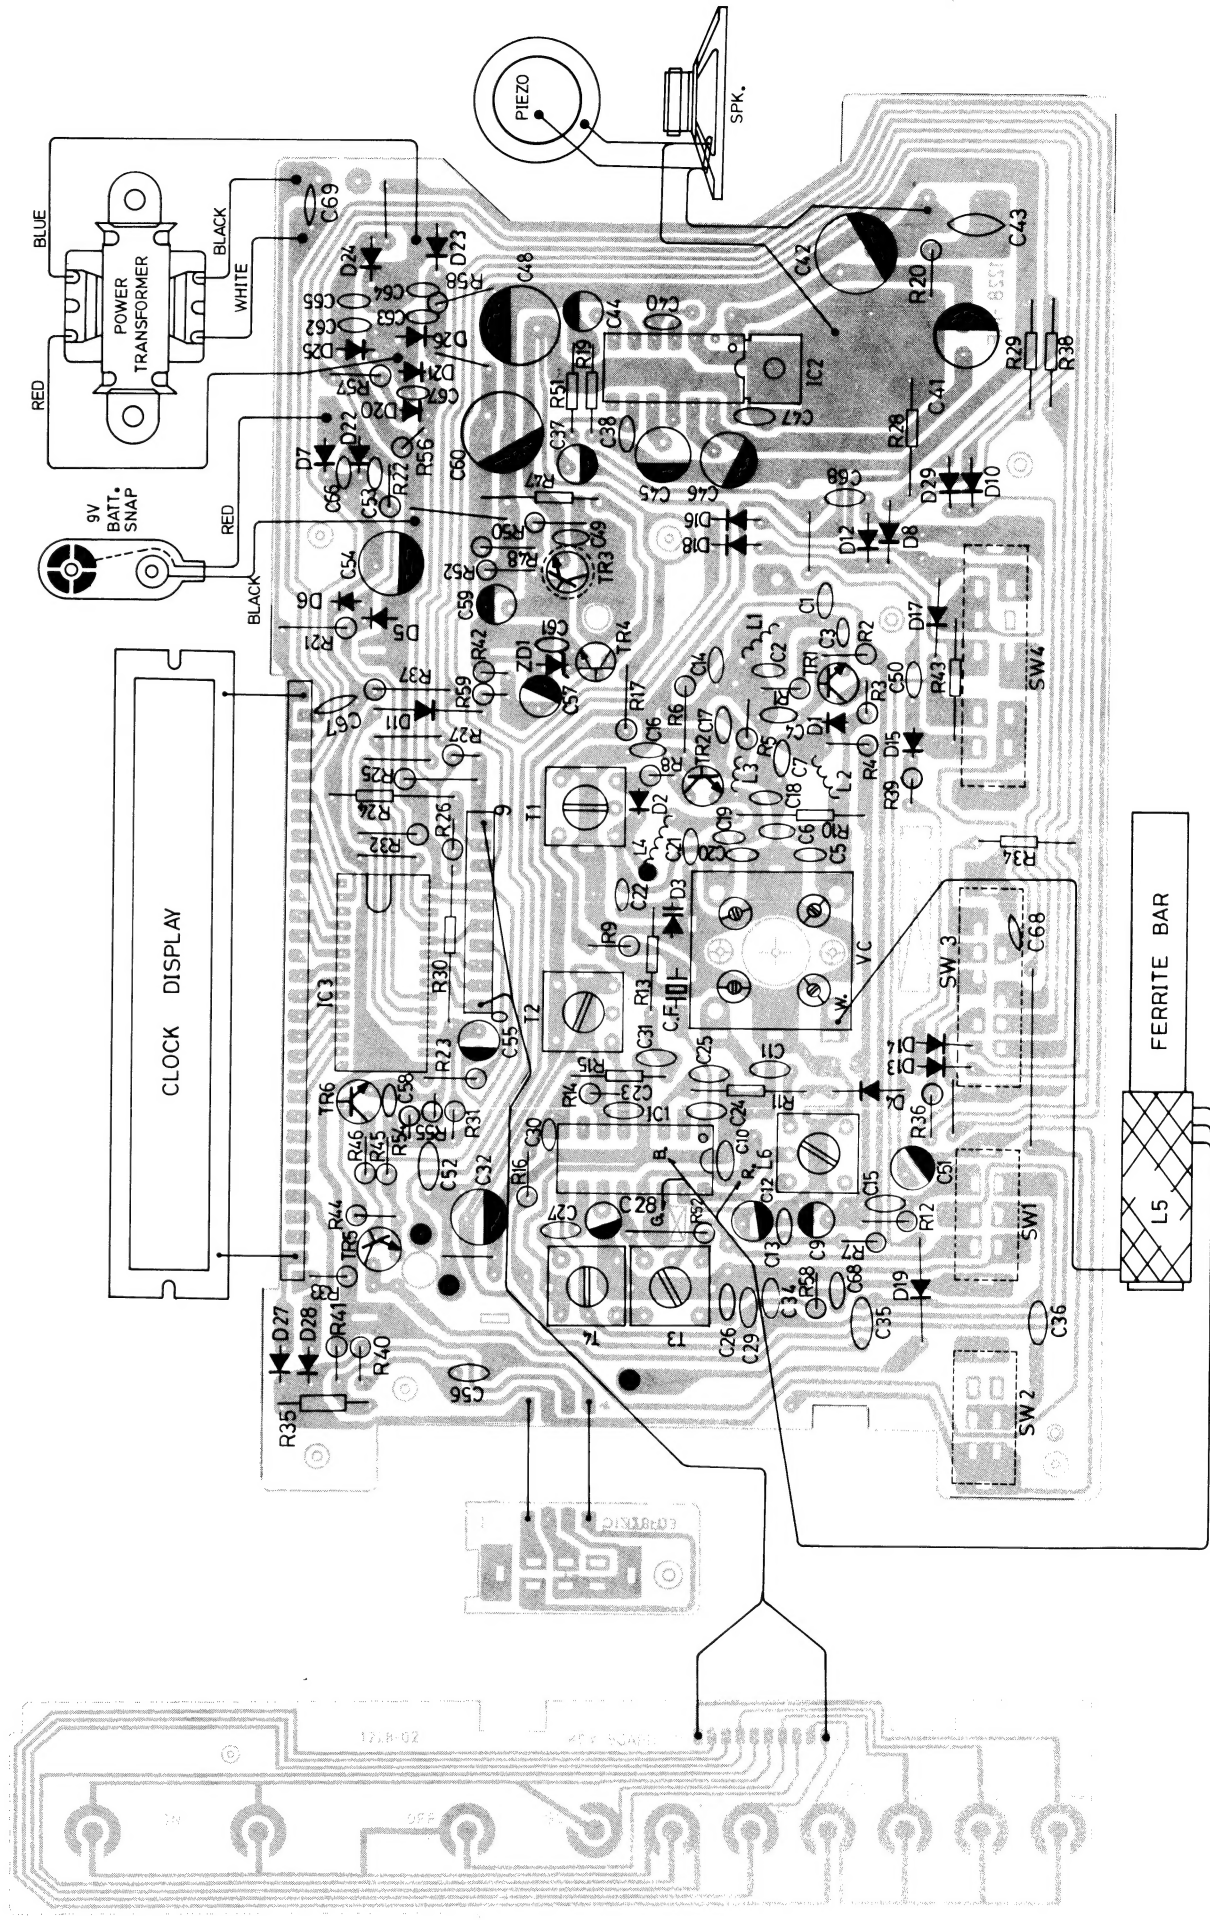 BLUE
RED
POWER
TRANSFORMER
BLACK
WHITE
9V
BATT.
SNAP
RED
BLACK
PIEZO
SPK.
CLOCK DISPLAY
FERRITE BAR
L5
C69
D24
D23
C65
C64
R58
C62
C63
D25
D26
R57
D21
C67
D20
D7
D22
C66
C53
R22
R56
C48
C44
C40
R19
R51
C60
C37
C38
R47
C45
C46
C47
IC2
C42
R20
C43
C41
R29
R38
R28
D29
D10
C68
D12
D8
D16
D18
C54
D6
D5
R21
R50
C49
R48
R52
TR3
C59
R42
ZD1
TR4
C57
R59
R37
C67
D11
R27
R25
R24
R32
R26
9
R17
C16
R6
C14
L1
C2
C1
C3
R2
TR1
R3
C17
D1
R5
C7
R4
D17
R43
C50
SW4
D15
R39
L2
L3
TR2
R8
D2
T1
L4
C21
C19
C20
C18
C6
C5
R10
R34
IC3
R30
0
C22
D3
R9
R13
C.F
T2
VC
W.
SW 3
C68
TR6
C58
R23
C55
R46
R45
R54
R55
R31
R15
R14
C31
C25
C11
C23
IC1
C24
R11
D14
D13
R36
C52
C32
C30
R16
R44
TR5
C27
C28
B.
G.
R.
R52
C10
L6
C12
C13
C9
C15
R12
R7
C61
SW1
D27
D28
R41
R40
R35
C56
T4
T3
C26
C29
C34
R58
C68
C35
D19
C36
SW2
KEY BOARD
OFF